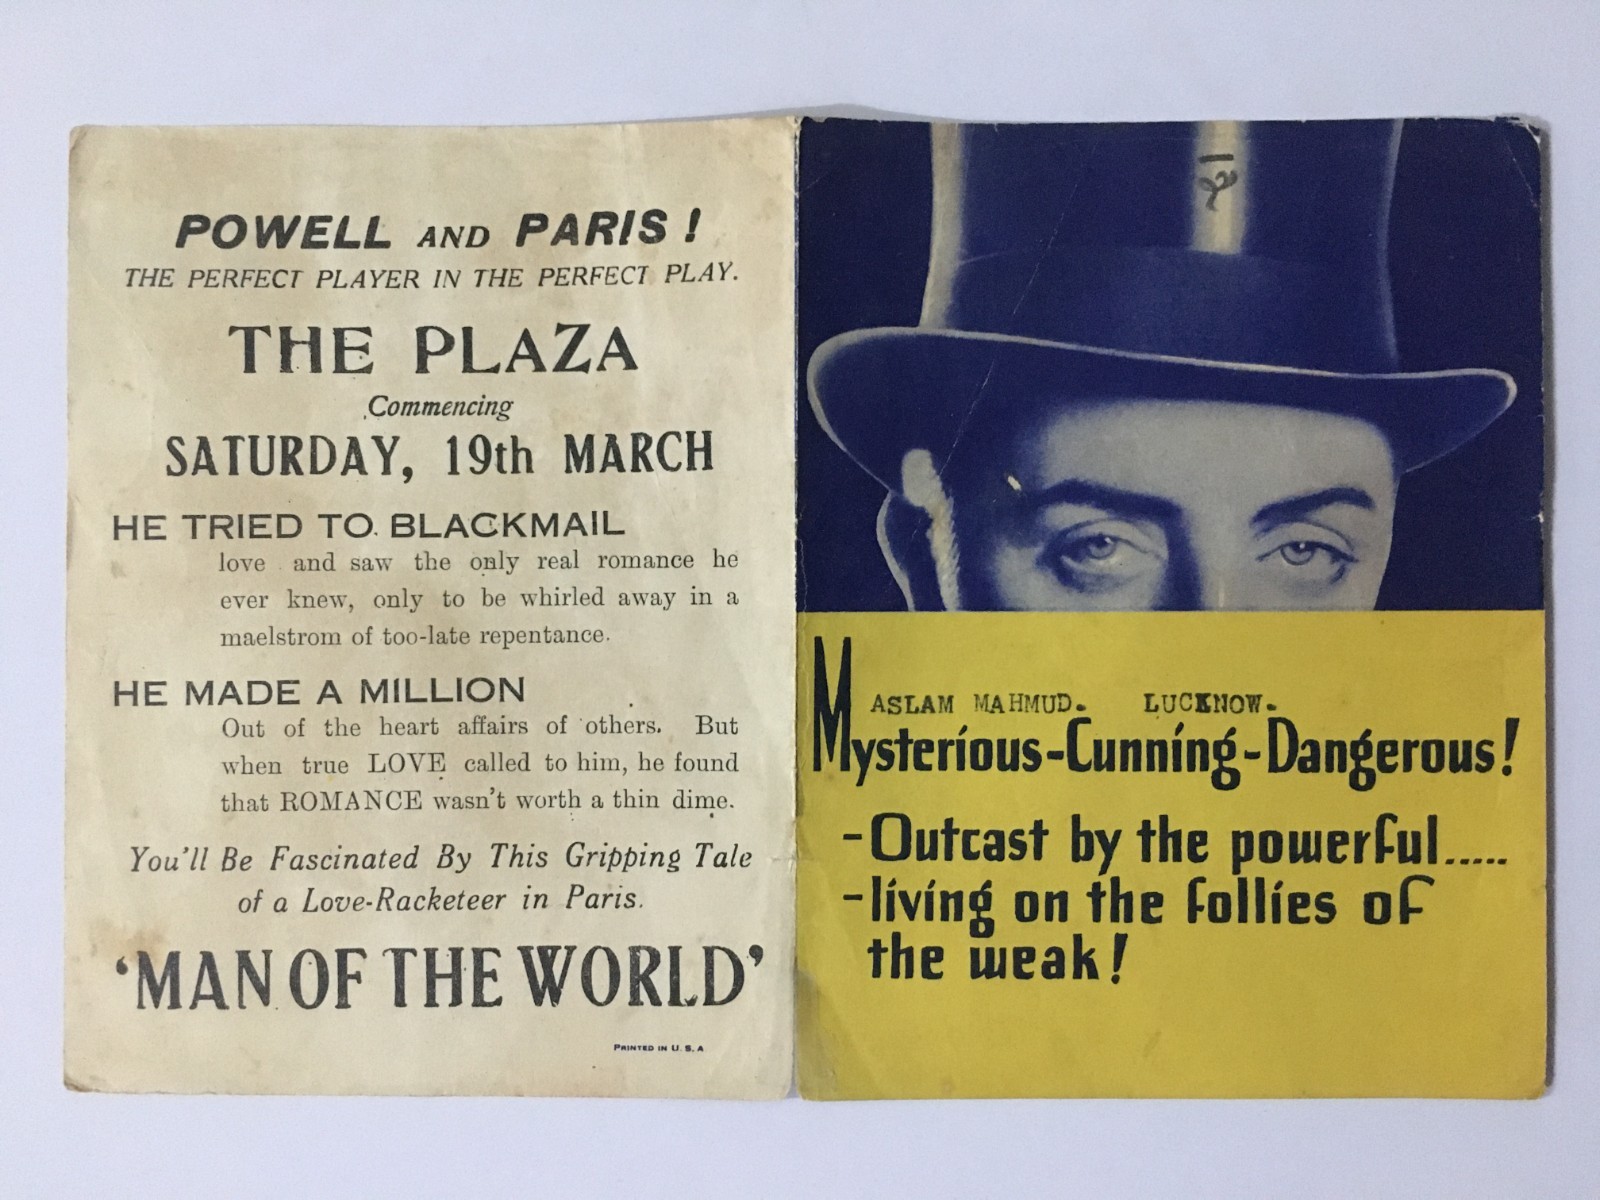 POWELL AND PARIS !
THE PERFECT PLAYER IN THE PERFECT PLAY.
THE PLAZA
Commencing
SATURDAY, 19th MARCH
HE TRIED TO BLACKMAIL
love and saw the only real romance he
ever knew, only to be whirled away in a
maelstrom of too-late repentance.
HE MADE A MILLION
Out of the heart affairs of others. But
when true LOVE called to him, he found
that ROMANCE wasn't worth a thin dime.
You'll Be Fascinated By This Gripping Tale
of a Love-Racketeer in Paris.
'MAN OF THE WORLD'
PRINTED IN U. S. A
12
ASLAM MAHMUD. LUCKNOW.
Mysterious-Cunning-Dangerous!
-Outcast by the powerful.....
-living on the follies of
the weak!